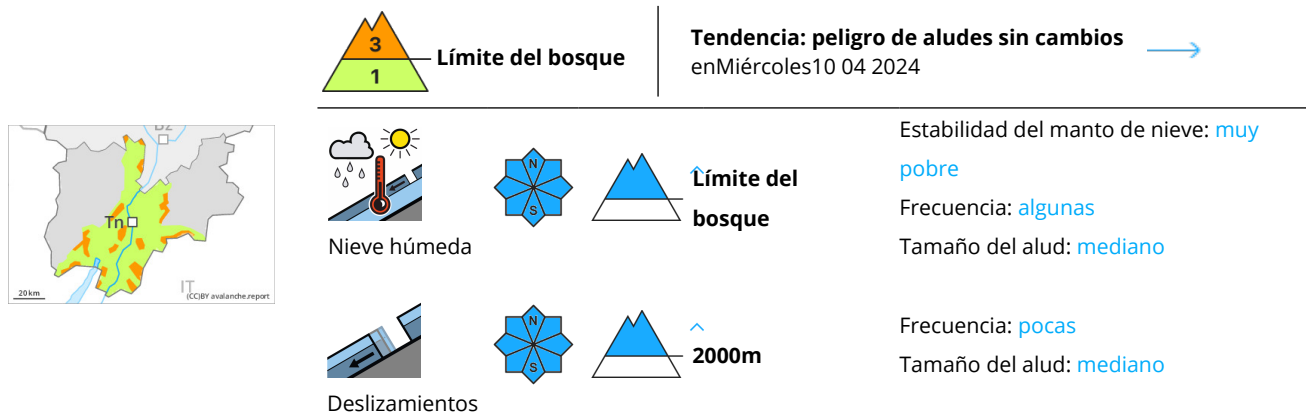 3
1
Límite del bosque
Tendencia: peligro de aludes sin cambios
enMiércoles10 04 2024
Tn
IT
20 km
(CC)BY avalanche.report
N
S
Límite del
bosque
Nieve húmeda
Estabilidad del manto de nieve: muy
pobre
Frecuencia: algunas
Tamaño del alud: mediano
N
S
2000m
Deslizamientos
Frecuencia: pocas
Tamaño del alud: mediano